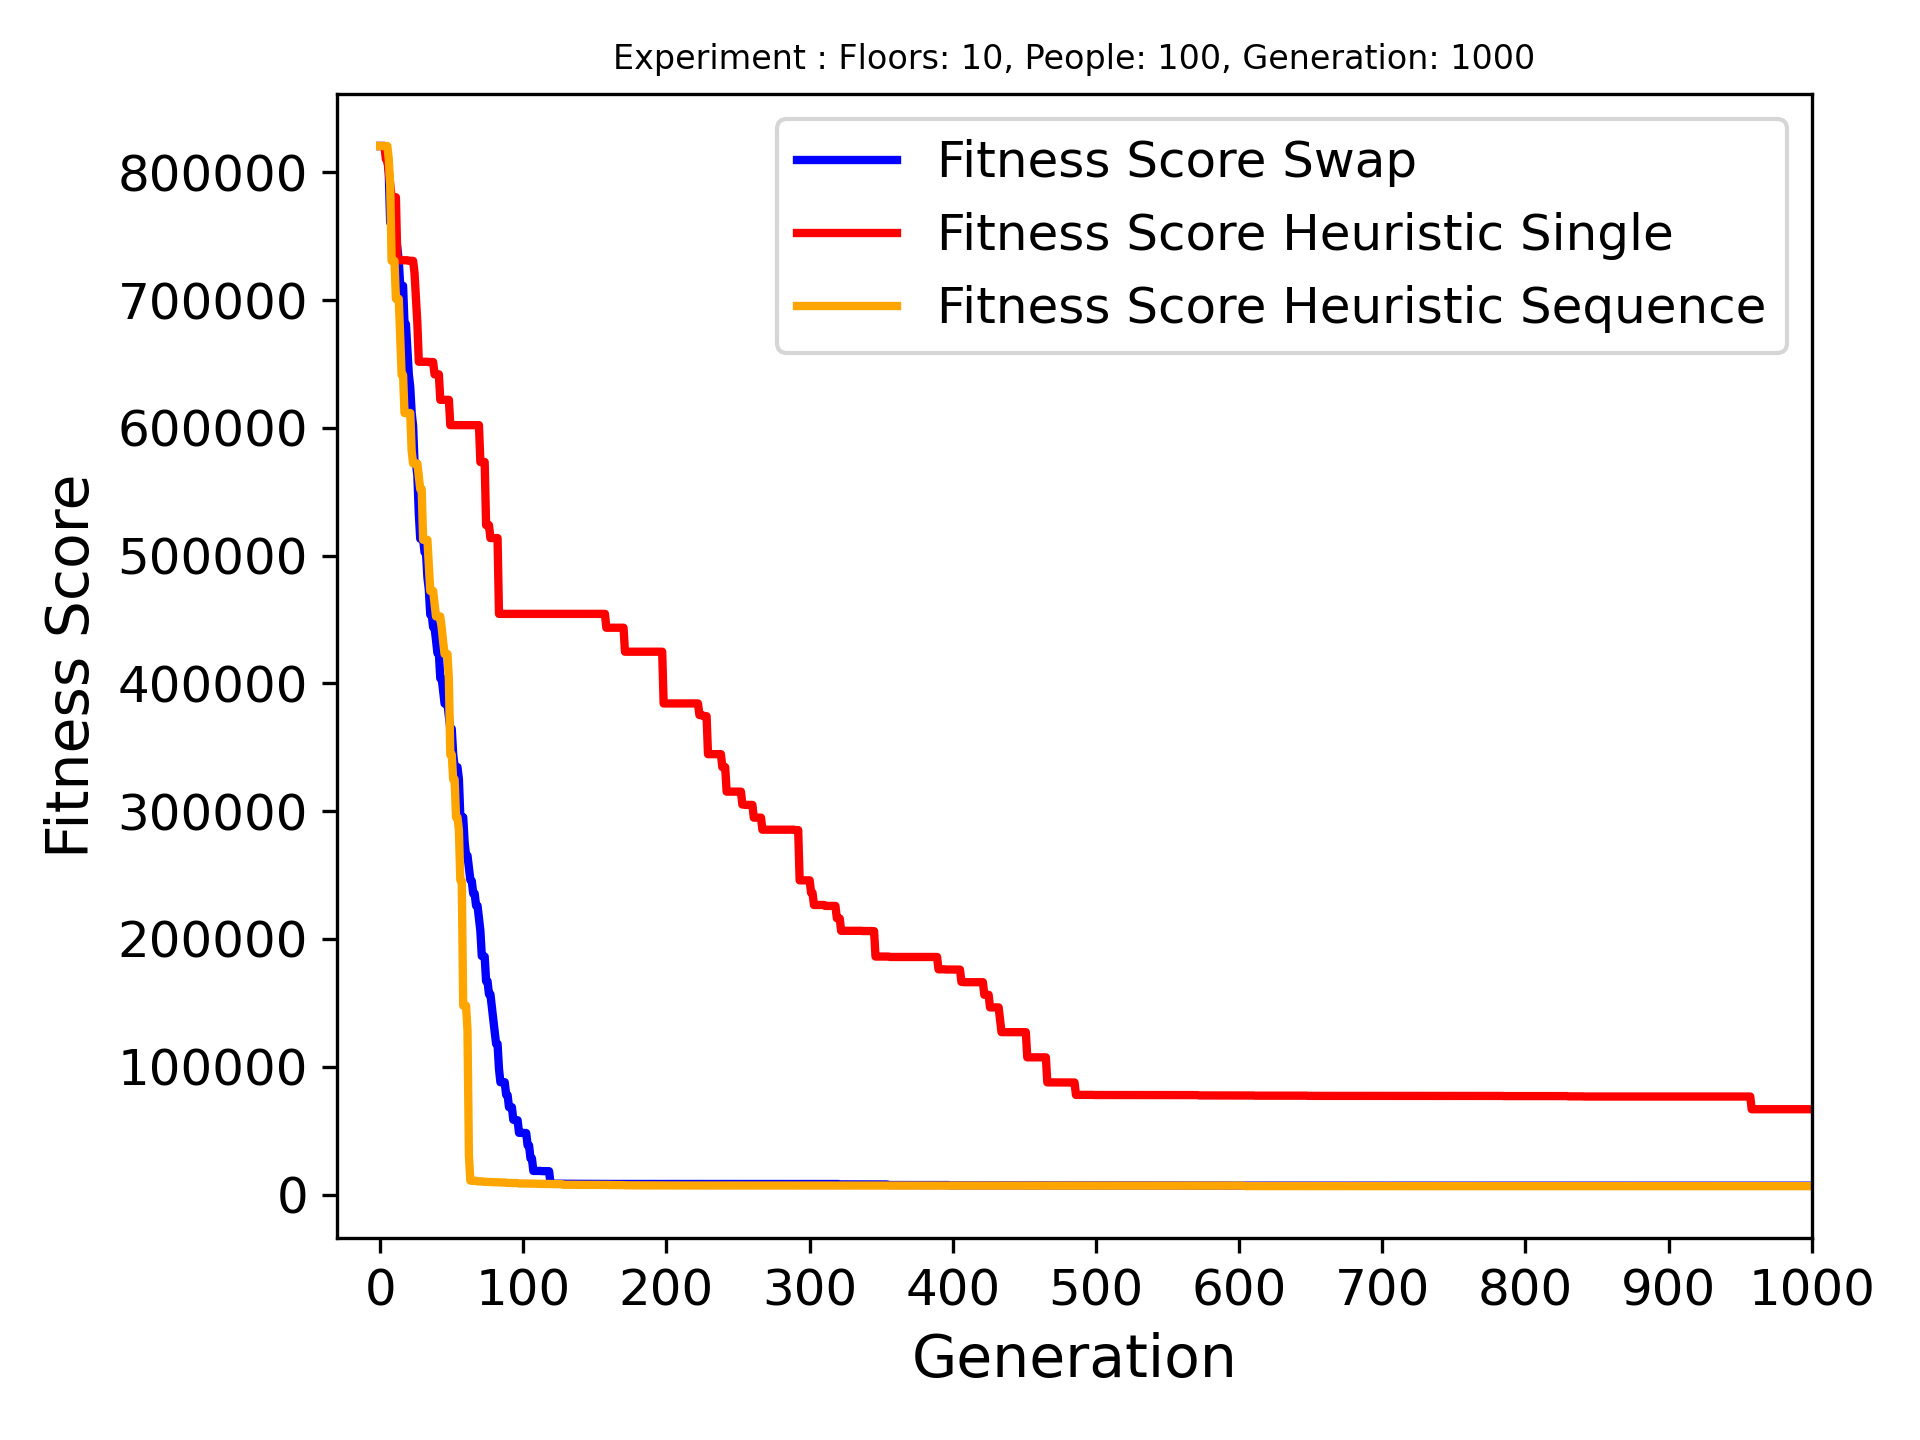 Experiment : Floors: 10, People: 100, Generation: 1000
Fitness Score Swap
Fitness Score Heuristic Single
Fitness Score Heuristic Sequence
800000
700000
600000
500000
400000
300000
200000
100000
0
Fitness Score
0 100 200 300 400 500 600 700 800 900 1000
Generation